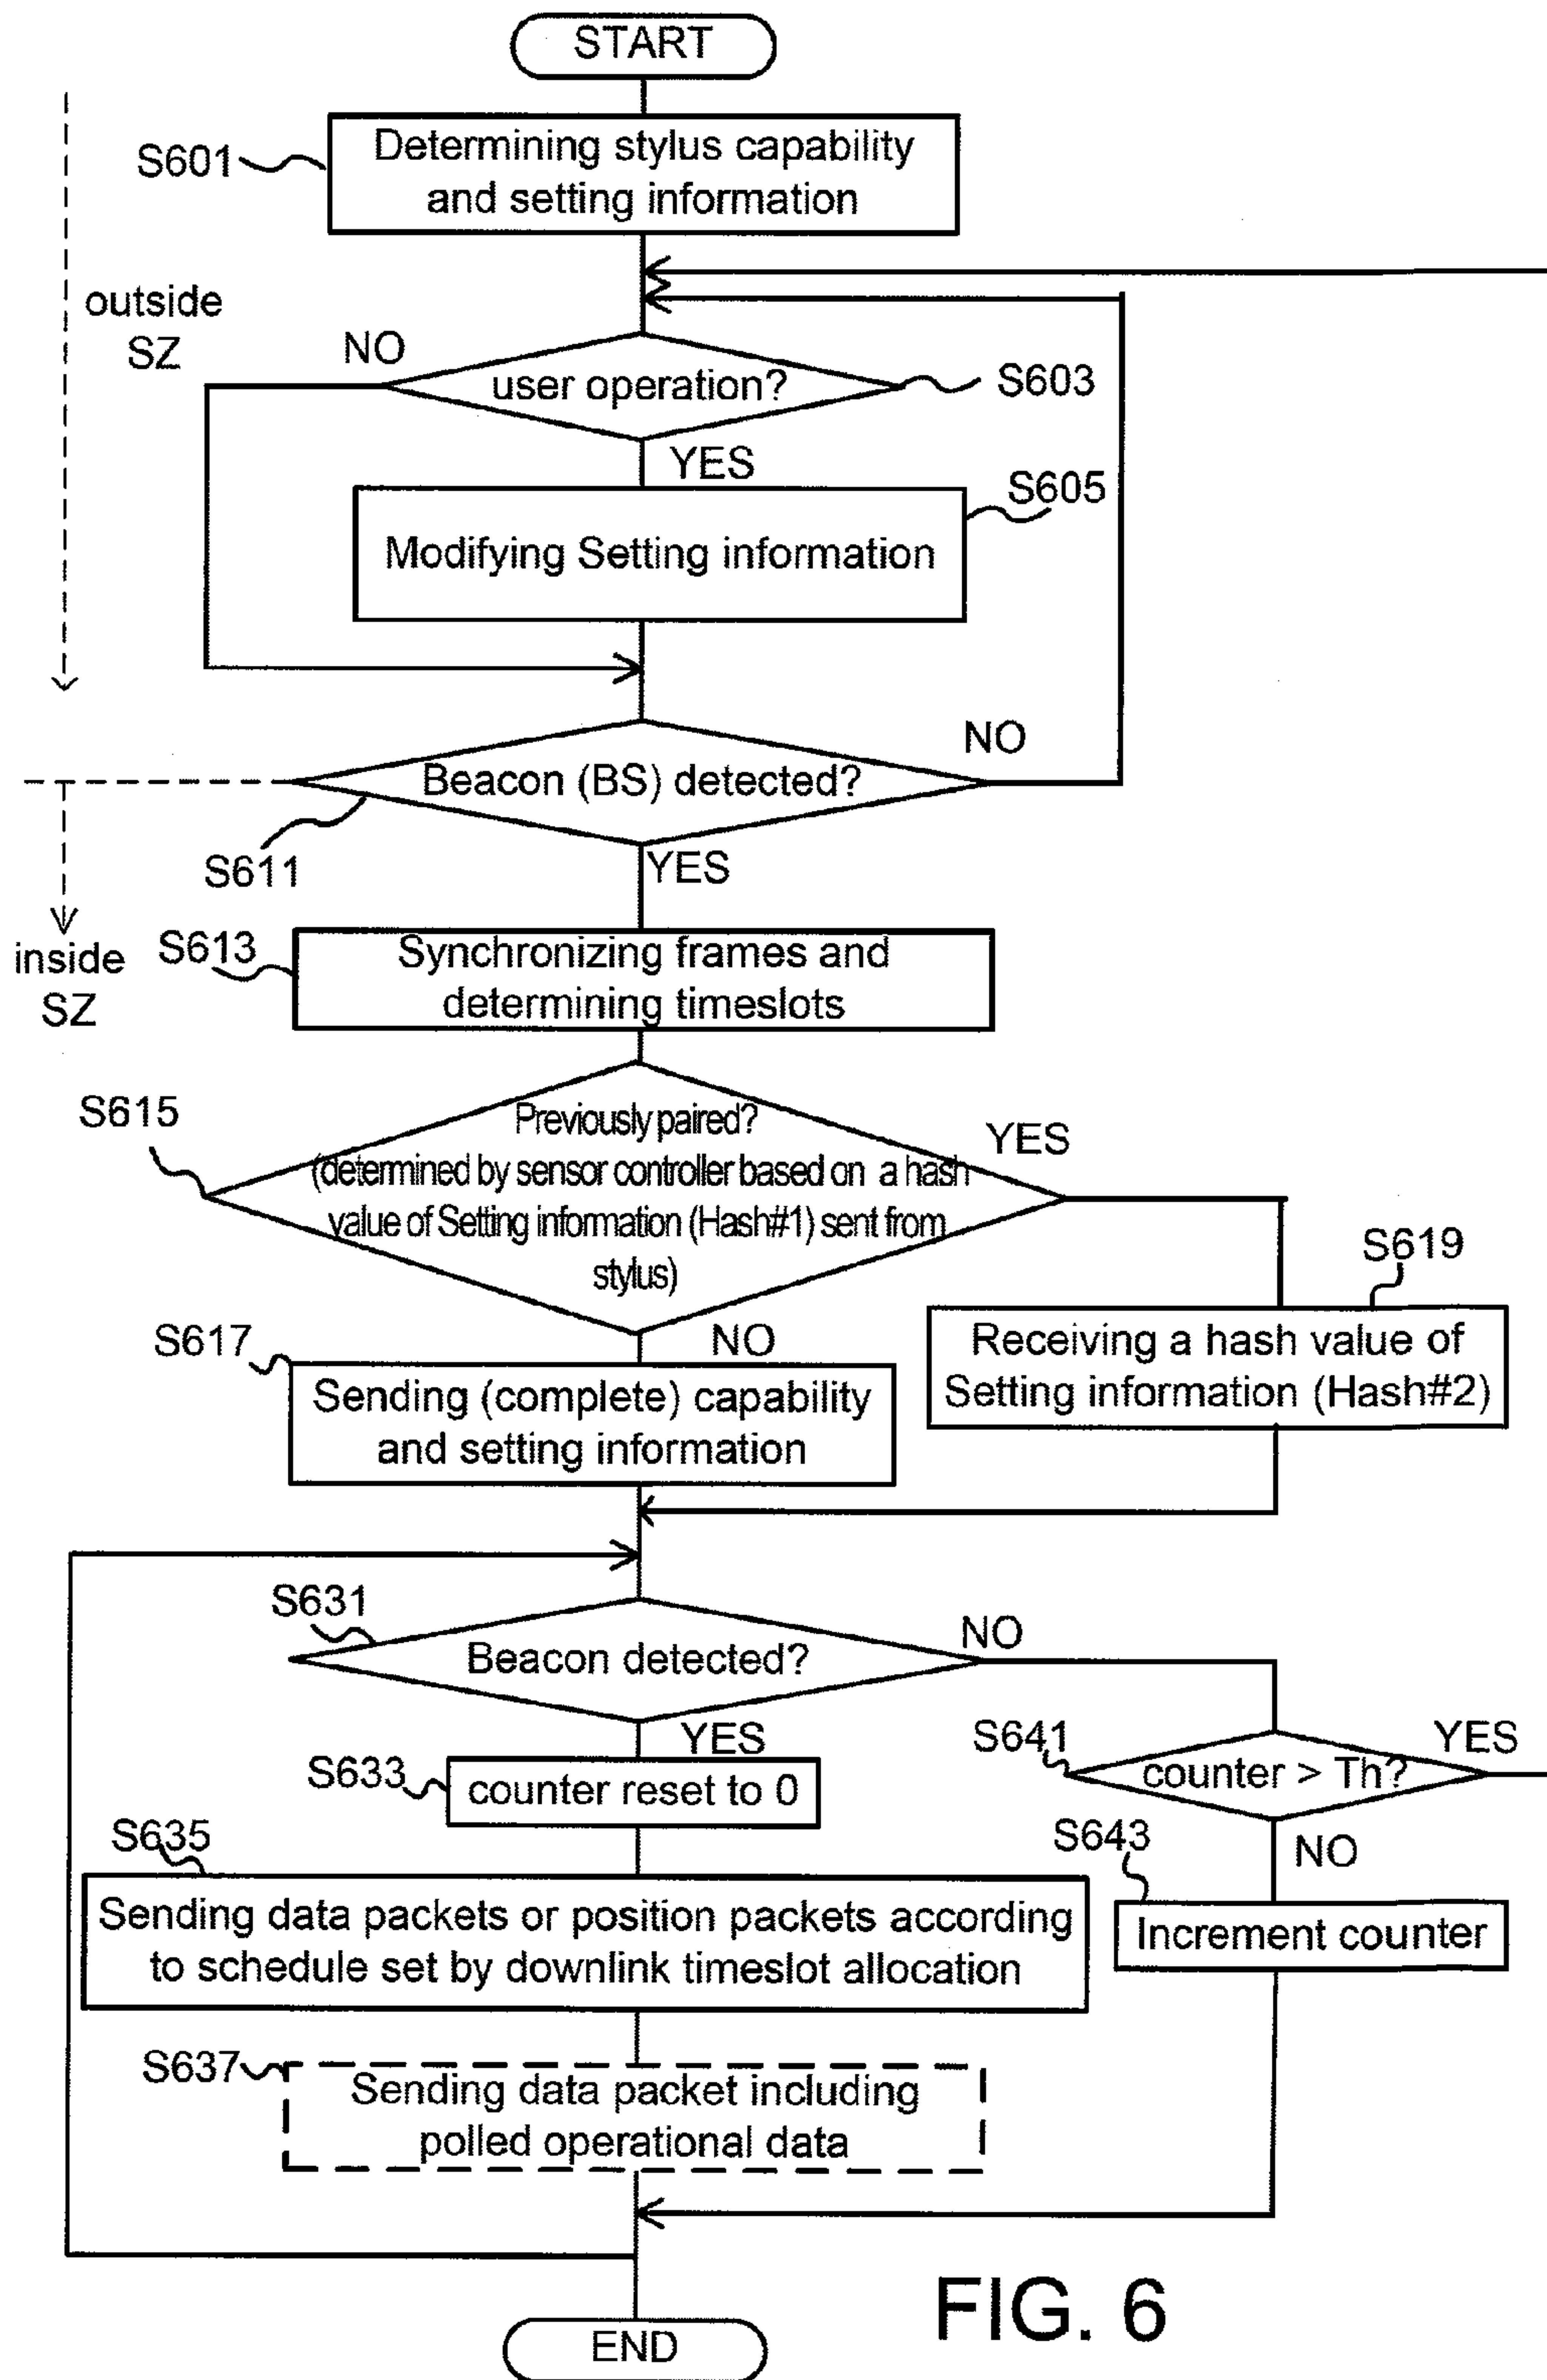 START
S601
Determining stylus capability
and setting information
outside
SZ
NO
user operation?
S603
YES
S605
Modifying Setting information
NO
Beacon (BS) detected?
S611
YES
inside
SZ
S613
Synchronizing frames and
determining timeslots
S615
Previously paired?
(determined by sensor controller based on a hash
value of Setting information (Hash#1) sent from
stylus)
YES
S619
Receiving a hash value of
Setting information (Hash#2)
S617
NO
Sending (complete) capability
and setting information
S631
Beacon detected?
NO
YES
S641
counter > Th?
YES
S633
counter reset to 0
S635
Sending data packets or position packets according
to schedule set by downlink timeslot allocation
S643
NO
Increment counter
S637
Sending data packet including
polled operational data
END
FIG. 6